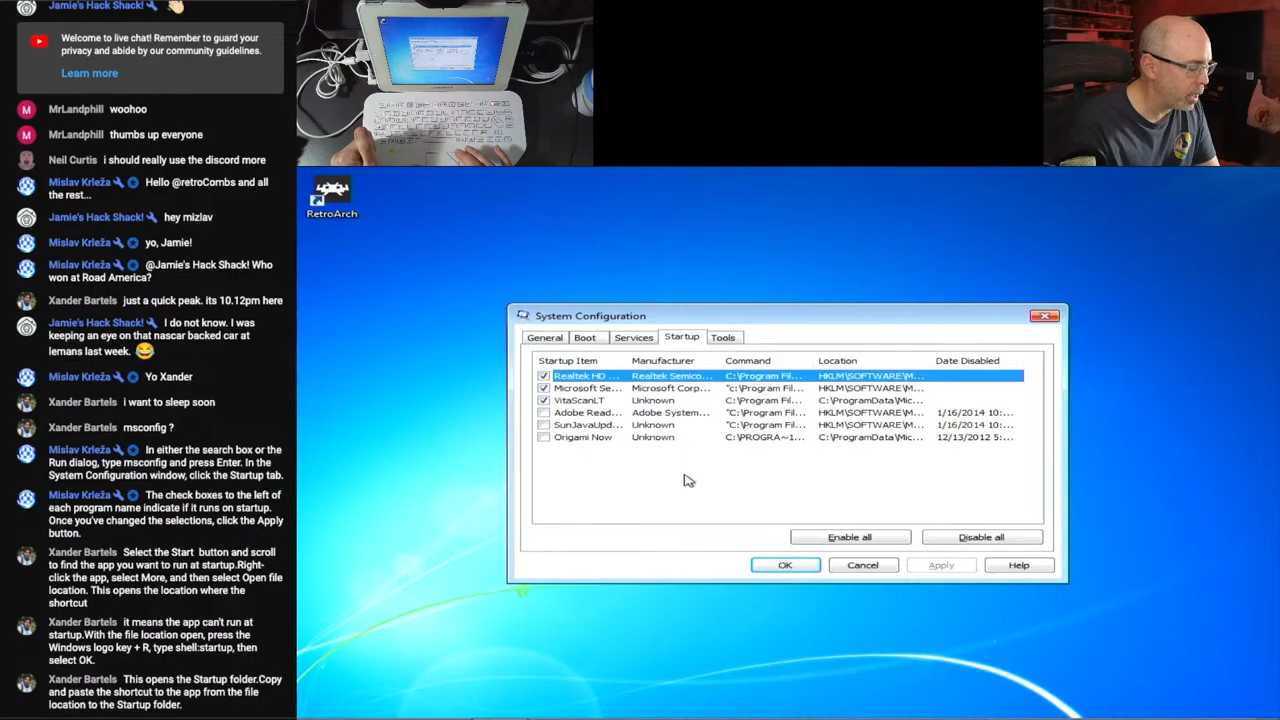 Jamie's Hack Shack!
Welcome to live chat! Remember to guard your
privacy and abide by our community guidelines.
Learn more
M MrLandphill woohoo
M MrLandphill thumbs up everyone
Neil Curtis i should really use the discord more
Mislav Krleža Hello @retroCombs and all
the rest...
Jamie's Hack Shack! hey mizlav
Mislav Krleža yo, Jamie!
Mislav Krleža @Jamie's Hack Shack! Who
won at Road America?
Xander Bartels just a quick peak. its 10.12pm here
Jamie's Hack Shack! I do not know. I was
keeping an eye on that nascar backed car at
lemans last week. 😂
Mislav Krleža Yo Xander
Xander Bartels i want to sleep soon
Xander Bartels msconfig ?
Mislav Krleža In either the search box or the
Run dialog, type msconfig and press Enter. In the
System Configuration window, click the Startup tab.
Mislav Krleža The check boxes to the left of
each program name indicate if it runs on startup.
Once you've changed the selections, click the Apply
button.
Xander Bartels Select the Start button and scroll
to find the app you want to run at startup.Right-
click the app, select More, and then select Open file
location. This opens the location where the
shortcut
Xander Bartels it means the app can't run at
startup.With the file location open, press the
Windows logo key + R, type shell:startup, then
select OK.
Xander Bartels This opens the Startup folder.Copy
and paste the shortcut to the app from the file
location to the Startup folder.
RetroArch
System Configuration
General Boot Services Startup Tools
Startup Item Manufacturer Command Location Date Disabled
Realtek HD ... Realtek Semico... C:\Program Fil... HKLM\SOFTWARE\M...
Microsoft Se... Microsoft Corp... "c:\Program Fil... HKLM\SOFTWARE\M...
VitaScanLT Unknown C:\Program Fil... C:\ProgramData\Mic...
Adobe Read... Adobe System... "C:\Program Fil... HKLM\SOFTWARE\M... 1/16/2014 10:...
SunJavaUpd... Unknown "C:\Program Fil... HKLM\SOFTWARE\M... 1/16/2014 10:...
Origami Now Unknown C:\PROGRA~1... C:\ProgramData\Mic... 12/13/2012 5:...
Enable all Disable all
OK Cancel Apply Help